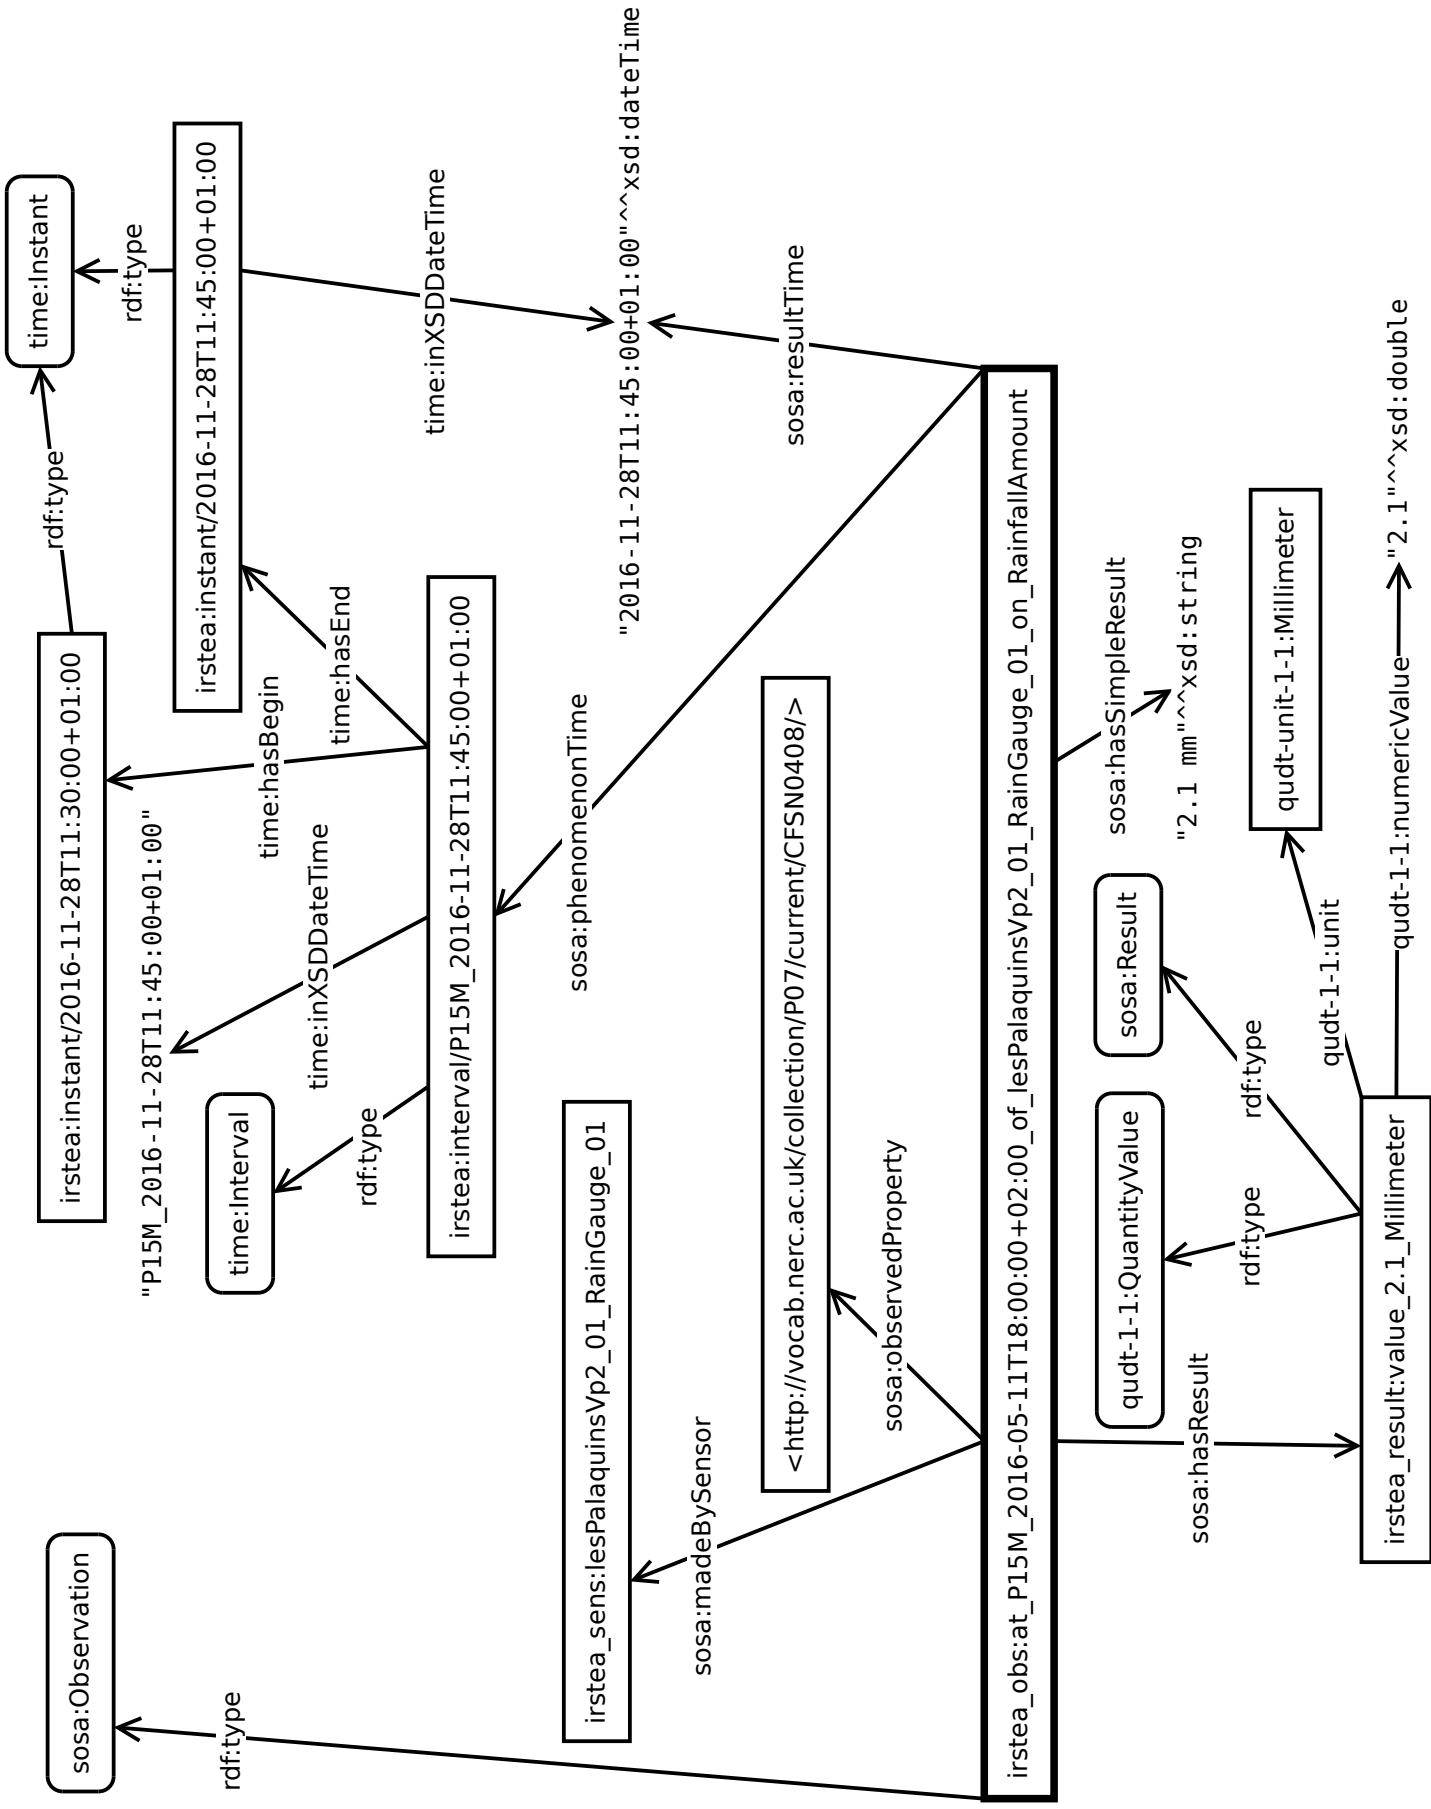 sosa:Observation
rdf:type
irstea:instant/2016-11-28T11:30:00+01:00
rdf:type
time:Instant
"P15M_2016-11-28T11:45:00+01:00"
rdf:type
irstea:instant/2016-11-28T11:45:00+01:00
time:Interval
time:hasBegin
time:inXSDDateTime
time:hasEnd
rdf:type
time:inXSDDateTime
irstea:interval/P15M_2016-11-28T11:45:00+01:00
sosa:phenomenonTime
irstea_sens:lesPalaquinsVp2_01_RainGauge_01
"2016-11-28T11:45:00+01:00"^^xsd:dateTime
sosa:madeBySensor
<http://vocab.nerc.ac.uk/collection/P07/current/CFSN0408/>
sosa:resultTime
sosa:observedProperty
irstea_obs:at_P15M_2016-05-11T18:00:00+02:00_of_lesPalaquinsVp2_01_RainGauge_01_on_RainfallAmount
sosa:hasSimpleResult
qudt-1-1:QuantityValue
sosa:Result
"2.1 mm"^^xsd:string
sosa:hasResult
rdf:type
rdf:type
qudt-unit-1-1:Millimeter
qudt-1-1:unit
irstea_result:value_2.1_Millimeter
qudt-1-1:numericValue
"2.1"^^xsd:double